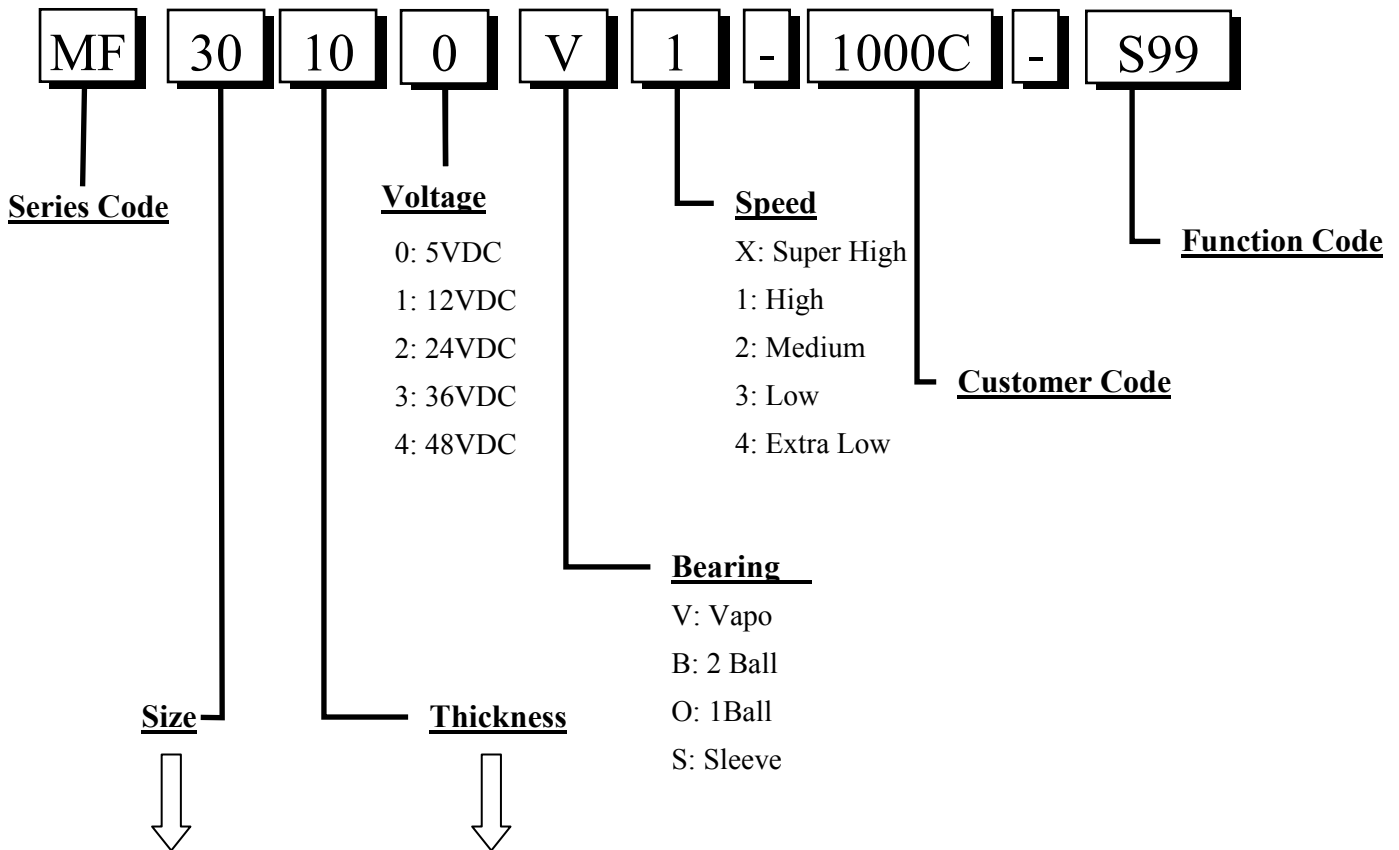 MF 30 10 0 V 1 - 1000C - S99
Series Code
Voltage
0: 5VDC
1: 12VDC
2: 24VDC
3: 36VDC
4: 48VDC
Speed
X: Super High
1: High
2: Medium
3: Low
4: Extra Low
Function Code
Customer Code
Bearing
V: Vapo
B: 2 Ball
O: 1Ball
S: Sleeve
Size
Thickness